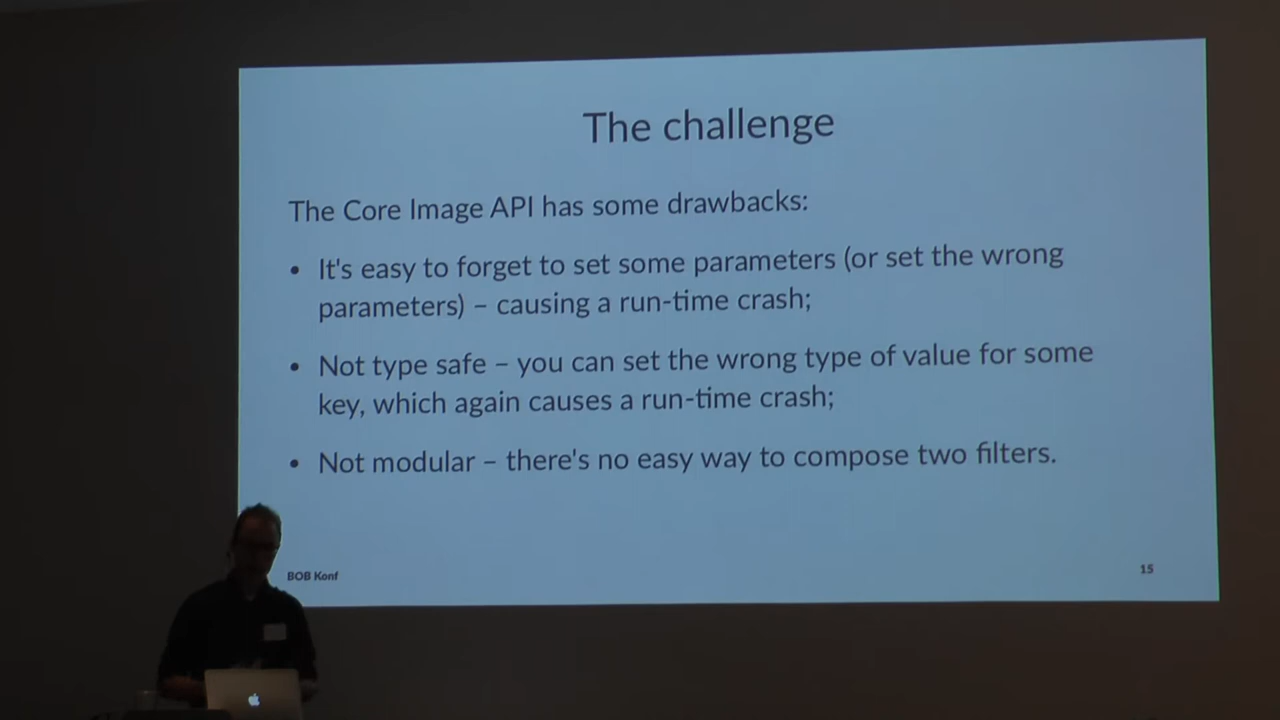 The challenge
The Core Image API has some drawbacks:
• It's easy to forget to set some parameters (or set the wrong
parameters) – causing a run-time crash;
• Not type safe – you can set the wrong type of value for some
key, which again causes a run-time crash;
• Not modular – there's no easy way to compose two filters.
BOB Konf
15